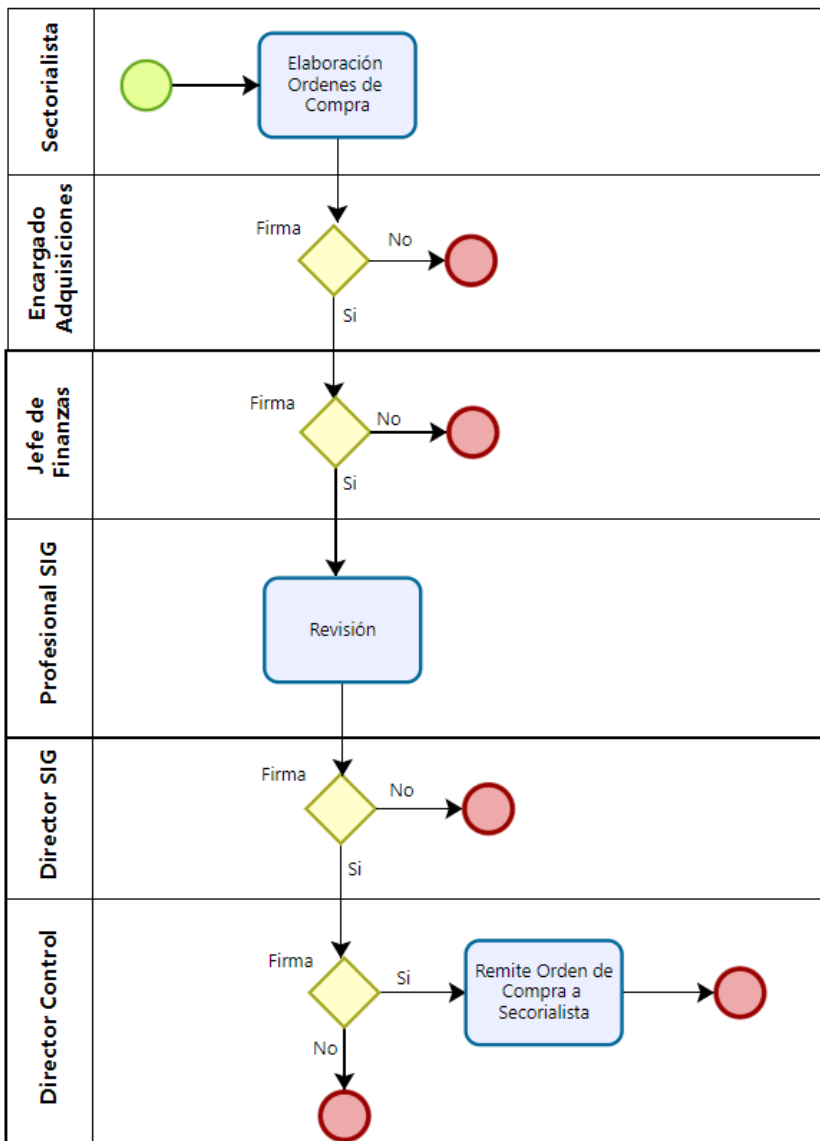 Sectorialista
Elaboración
Ordenes de
Compra
Encargado
Adquisiciones
Firma
No
Si
Jefe de
Finanzas
Firma
No
Si
Profesional SIG
Revisión
Director SIG
Firma
No
Si
Director Control
Firma
Si
No
Remite Orden de
Compra a
Secorialista